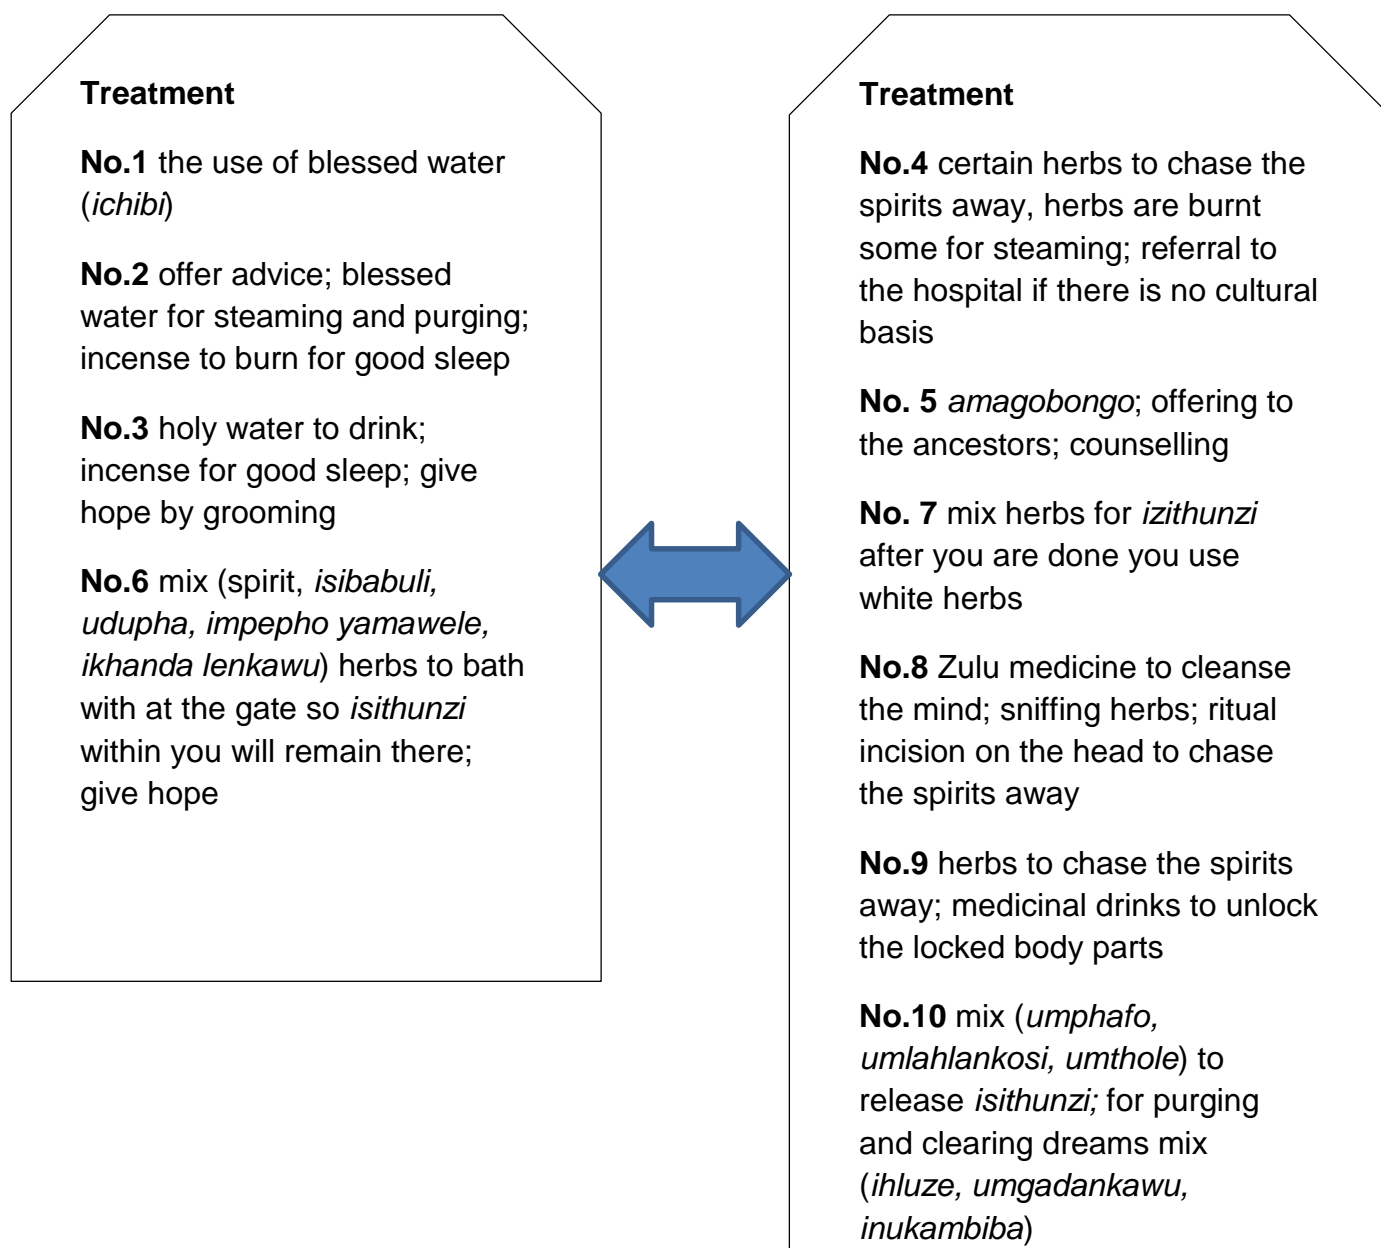 Treatment
No.1 the use of blessed water
(ichibi)
No.2 offer advice; blessed
water for steaming and purging;
incense to burn for good sleep
No.3 holy water to drink;
incense for good sleep; give
hope by grooming
No.6 mix (spirit, isibabuli,
udupha, impepho yamawele,
ikhanda lenkawu) herbs to bath
with at the gate so isithunzi
within you will remain there;
give hope
Treatment
No.4 certain herbs to chase the
spirits away, herbs are burnt
some for steaming; referral to
the hospital if there is no cultural
basis
No. 5 amagobongo; offering to
the ancestors; counselling
No. 7 mix herbs for izithunzi
after you are done you use
white herbs
No.8 Zulu medicine to cleanse
the mind; sniffing herbs; ritual
incision on the head to chase
the spirits away
No.9 herbs to chase the spirits
away; medicinal drinks to unlock
the locked body parts
No.10 mix (umphafo,
umlahlankosi, umthole) to
release isithunzi; for purging
and clearing dreams mix
(ihluze, umgadankawu,
inukambiba)